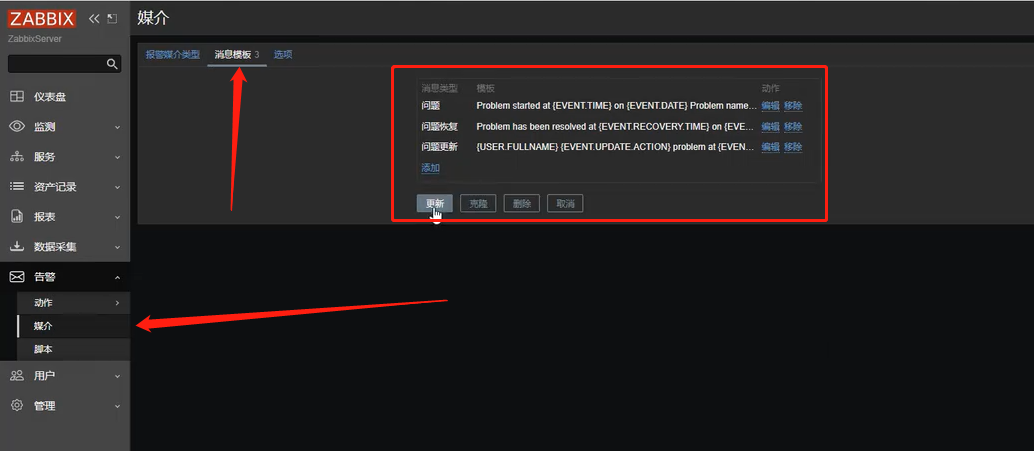 ZABBIX
媒介
ZabbixServer
报警媒介类型 消息模板 3 选项
消息类型 模板 动作
问题 Problem started at {EVENT.TIME} on {EVENT.DATE} Problem name... 编辑 移除
问题恢复 Problem has been resolved at {EVENT.RECOVERY.TIME} on {EVE... 编辑 移除
问题更新 {USER.FULLNAME} {EVENT.UPDATE.ACTION} problem at {EVEN... 编辑 移除
添加
更新 克隆 删除 取消
仪表盘
监测
服务
资产记录
报表
数据采集
告警
动作
媒介
脚本
用户
管理